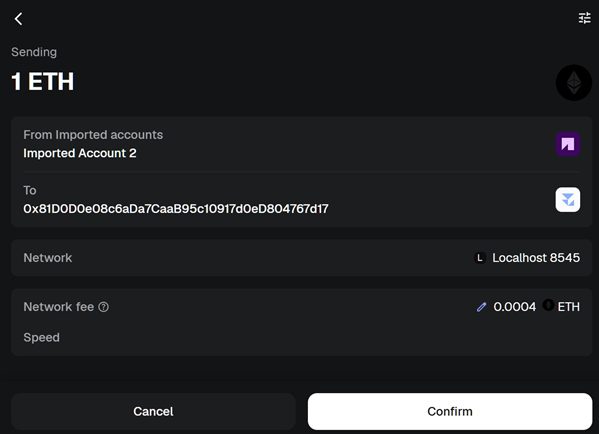 Sending
1 ETH
From Imported accounts
Imported Account 2
To
0x81D0D0e08c6aDa7CaaB95c10917d0eD804767d17
Network
L Localhost 8545
Network fee
0.0004 ETH
Speed
Cancel
Confirm